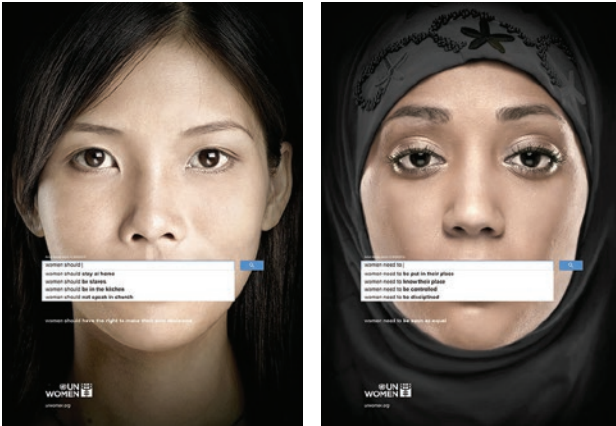 women should
women should stay at home
women should be slaves
women should be in the kitchen
women should not speak in church
women should have the right to make their own decisions
UN
WOMEN
unwomen.org
women need to
women need to be put in their place
women need to know their place
women need to be controlled
women need to be disciplined
women need to be seen as equal
UN
WOMEN
unwomen.org